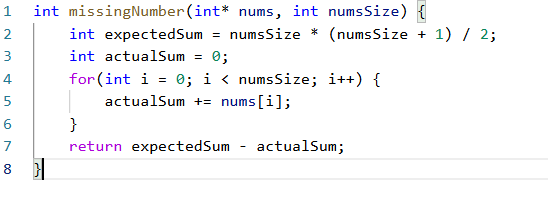 1 int missingNumber(int* nums, int numsSize) {
2     int expectedSum = numsSize * (numsSize + 1) / 2;
3     int actualSum = 0;
4     for(int i = 0; i < numsSize; i++) {
5         actualSum += nums[i];
6     }
7     return expectedSum - actualSum;
8 }